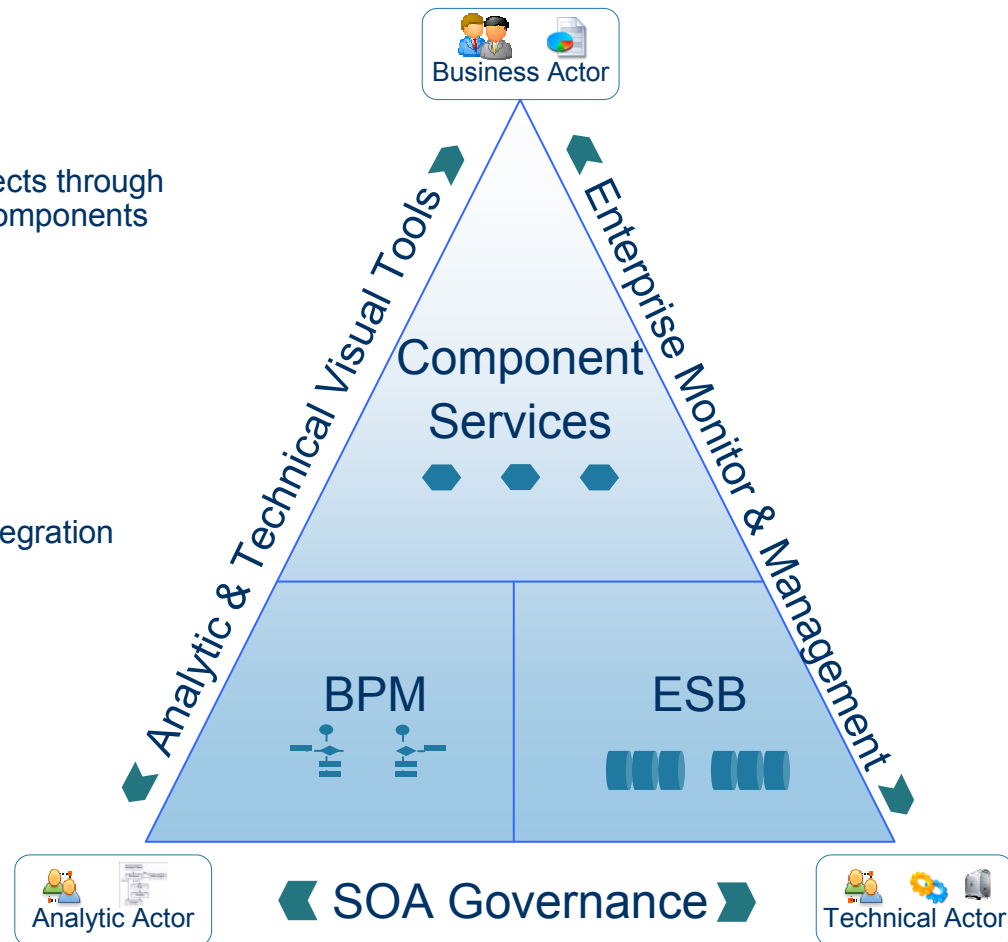 Business Actor
ects through
omponents
Analytic & Technical Visual Tools
Enterprise Monitor & Management
Component
Services
egration
BPM
ESB
Analytic Actor
SOA Governance
Technical Actor